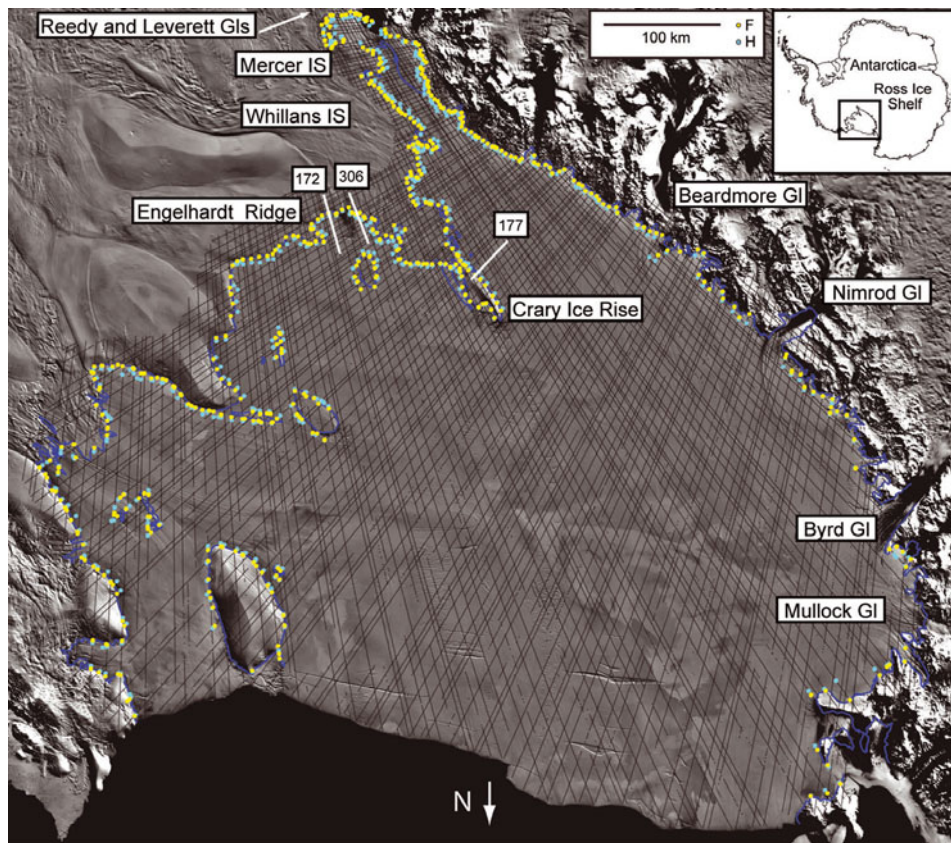 Reedy and Leverett Gls
Mercer IS
Whillans IS
172
306
Engelhardt Ridge
177
Crary Ice Rise
100 km
F
H
Antarctica
Ross Ice
Shelf
Beardmore Gl
Nimrod Gl
Byrd Gl
Mullock Gl
N